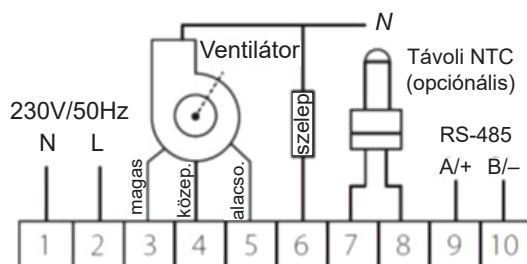 N
Ventilátor
Távoli NTC
(opciónális)
230V/50Hz
N L
magas
közep.
alacso.
szelep
RS-485
A/+ B/–
1 2 3 4 5 6 7 8 9 10